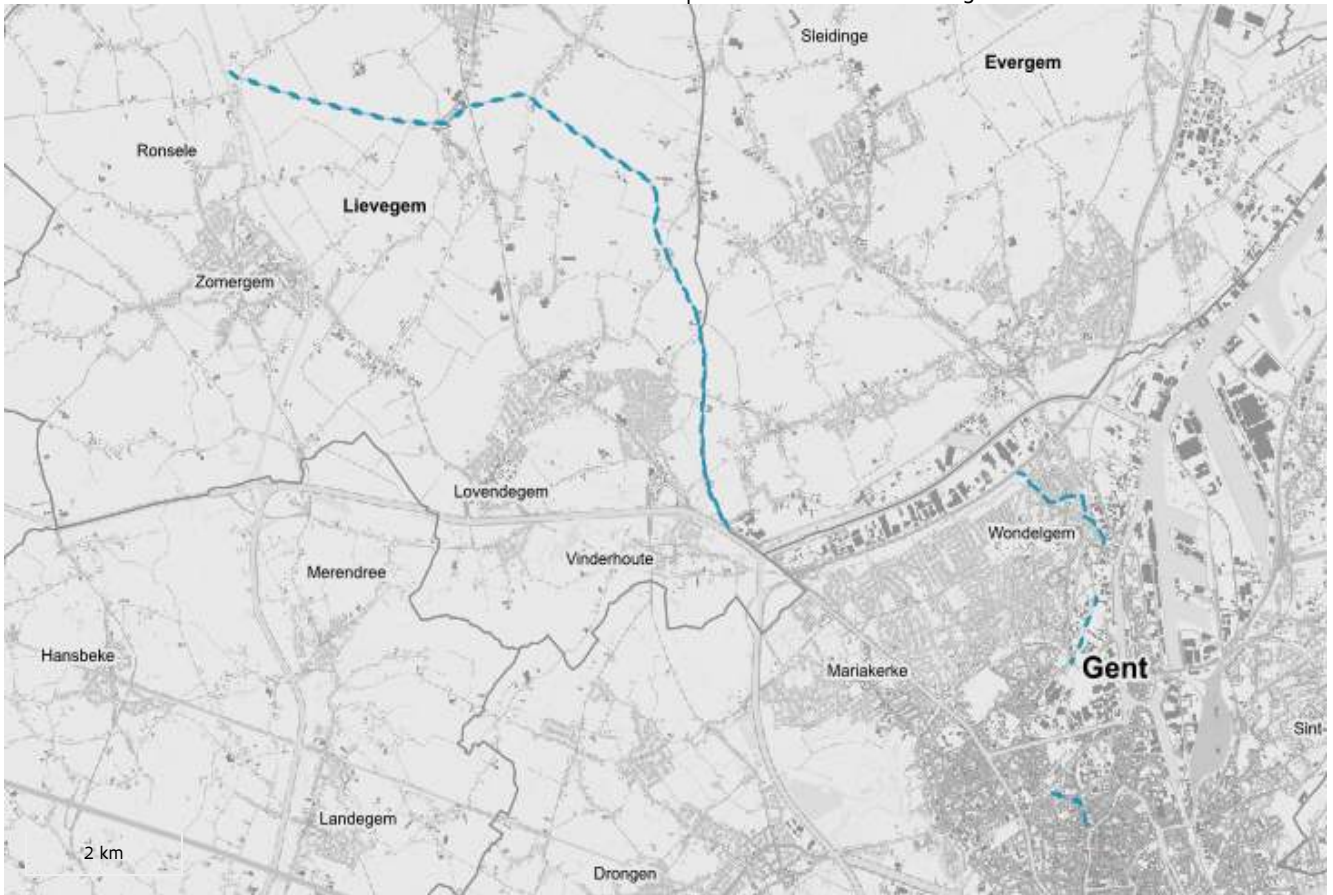 Sleidinge
Evergem
Ronsele
Lievegem
Zomergem
Lovendegem
Wondelgem
Vinderhoute
Merendree
Hansbeke
Mariakerke
Gent
Sint-
Landegem
2 km
Drongen